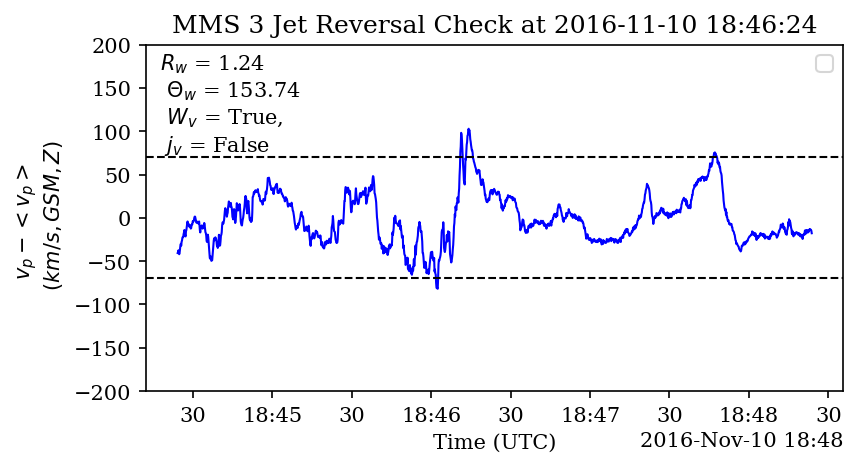 MMS 3 Jet Reversal Check at 2016-11-10 18:46:24
R_w = 1.24
Θ_w = 153.74
W_v = True,
j_v = False
v_p − < v_p >
(km/s, GSM, Z)
200
150
100
50
0
−50
−100
−150
−200
30 18:45 30 18:46 30 18:47 30 18:48 30
Time (UTC)
2016-Nov-10 18:48